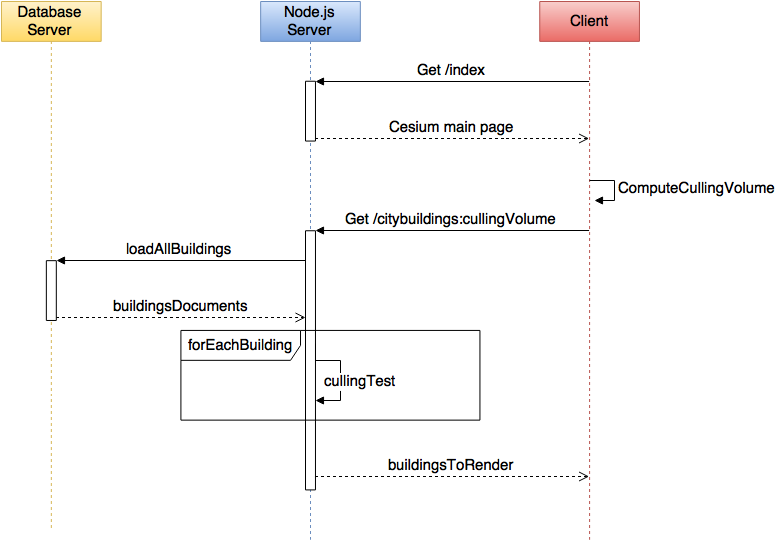 Database
Server
Node.js
Server
Client
Get /index
Cesium main page
ComputeCullingVolume
Get /citybuildings:cullingVolume
loadAllBuildings
buildingsDocuments
forEachBuilding
cullingTest
buildingsToRender